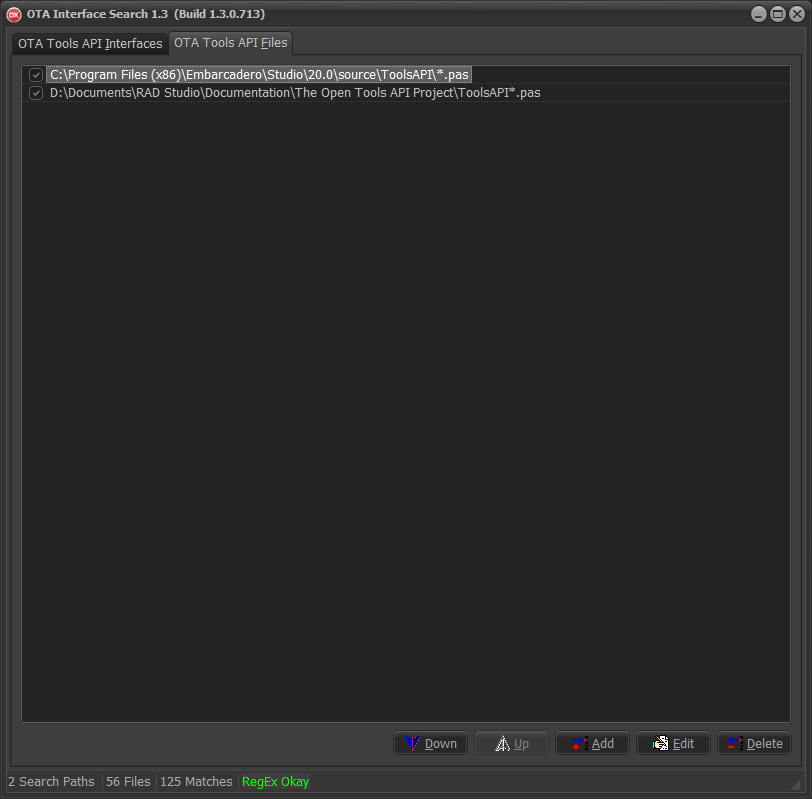 DX OTA Interface Search 1.3 (Build 1.3.0.713)
OTA Tools API Interfaces OTA Tools API Files
C:\Program Files (x86)\Embarcadero\Studio\20.0\source\ToolsAPI\*.pas
D:\Documents\RAD Studio\Documentation\The Open Tools API Project\ToolsAPI*.pas
Down Up Add Edit Delete
2 Search Paths 56 Files 125 Matches RegEx Okay